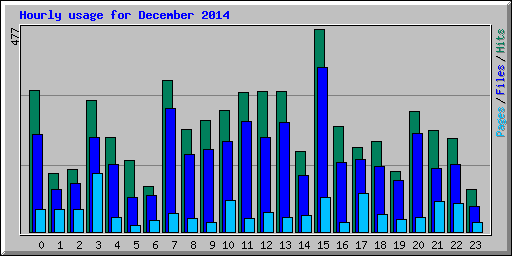 Hourly usage for December 2014
477
Pages/Files/Hits
0 1 2 3 4 5 6 7 8 9 10 11 12 13 14 15 16 17 18 19 20 21 22 23